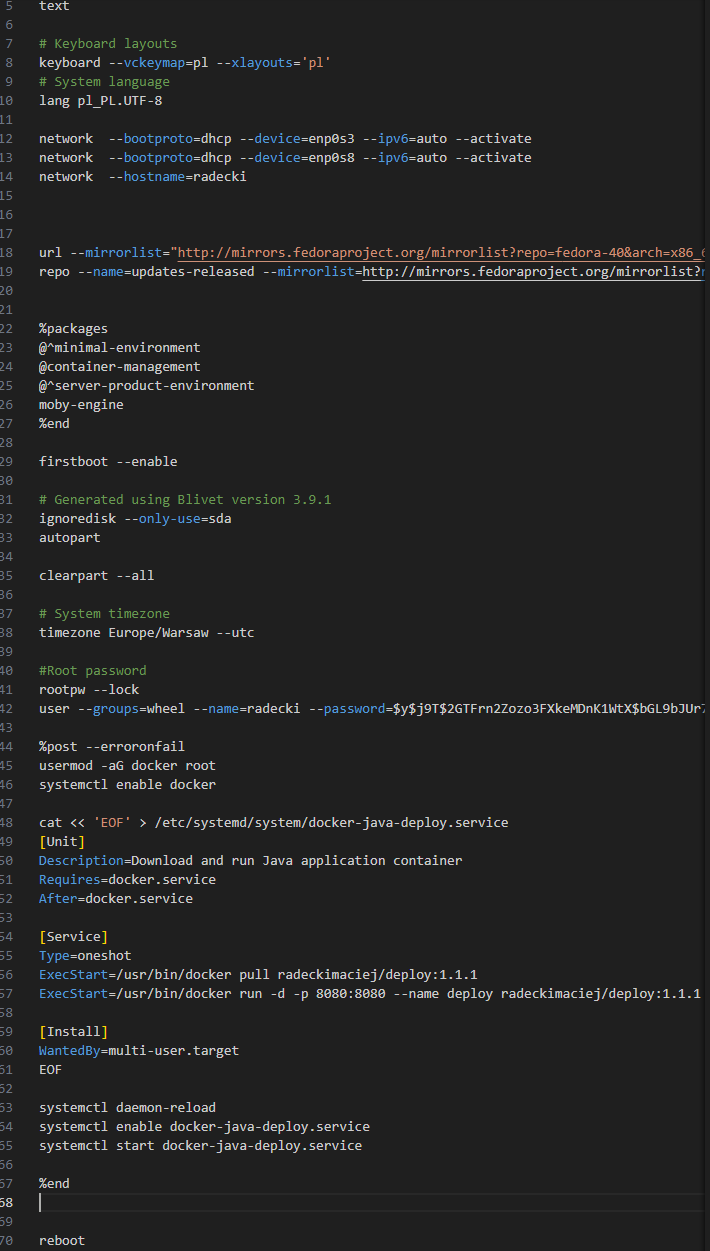 5 text
6
7 # Keyboard layouts
8 keyboard --vckeymap=pl --xlayouts='pl'
9 # System language
10 lang pl_PL.UTF-8
11
12 network  --bootproto=dhcp --device=enp0s3 --ipv6=auto --activate
13 network  --bootproto=dhcp --device=enp0s8 --ipv6=auto --activate
14 network  --hostname=radecki
15
16
17
18 url --mirrorlist="http://mirrors.fedoraproject.org/mirrorlist?repo=fedora-40&arch=x86_6
19 repo --name=updates-released --mirrorlist=http://mirrors.fedoraproject.org/mirrorlist?
20
21
22 %packages
23 @^minimal-environment
24 @container-management
25 @^server-product-environment
26 moby-engine
27 %end
28
29 firstboot --enable
30
31 # Generated using Blivet version 3.9.1
32 ignoredisk --only-use=sda
33 autopart
34
35 clearpart --all
36
37 # System timezone
38 timezone Europe/Warsaw --utc
39
40 #Root password
41 rootpw --lock
42 user --groups=wheel --name=radecki --password=$y$j9T$2GTFrn2Zozo3FXkeMDnK1WtX$bGL9bJUr7
43
44 %post --erroronfail
45 usermod -aG docker root
46 systemctl enable docker
47
48 cat << 'EOF' > /etc/systemd/system/docker-java-deploy.service
49 [Unit]
50 Description=Download and run Java application container
51 Requires=docker.service
52 After=docker.service
53
54 [Service]
55 Type=oneshot
56 ExecStart=/usr/bin/docker pull radeckimaciej/deploy:1.1.1
57 ExecStart=/usr/bin/docker run -d -p 8080:8080 --name deploy radeckimaciej/deploy:1.1.1
58
59 [Install]
60 WantedBy=multi-user.target
61 EOF
62
63 systemctl daemon-reload
64 systemctl enable docker-java-deploy.service
65 systemctl start docker-java-deploy.service
66
67 %end
68
69
70 reboot